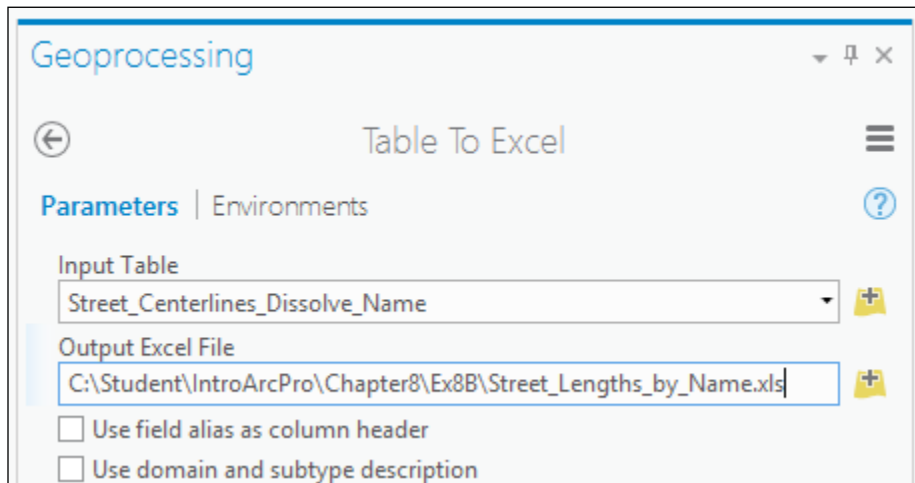 Geoprocessing
Table To Excel
Parameters | Environments
Input Table
Street_Centerlines_Dissolve_Name
Output Excel File
C:\Student\IntroArcPro\Chapter8\Ex8B\Street_Lengths_by_Name.xls
Use field alias as column header
Use domain and subtype description